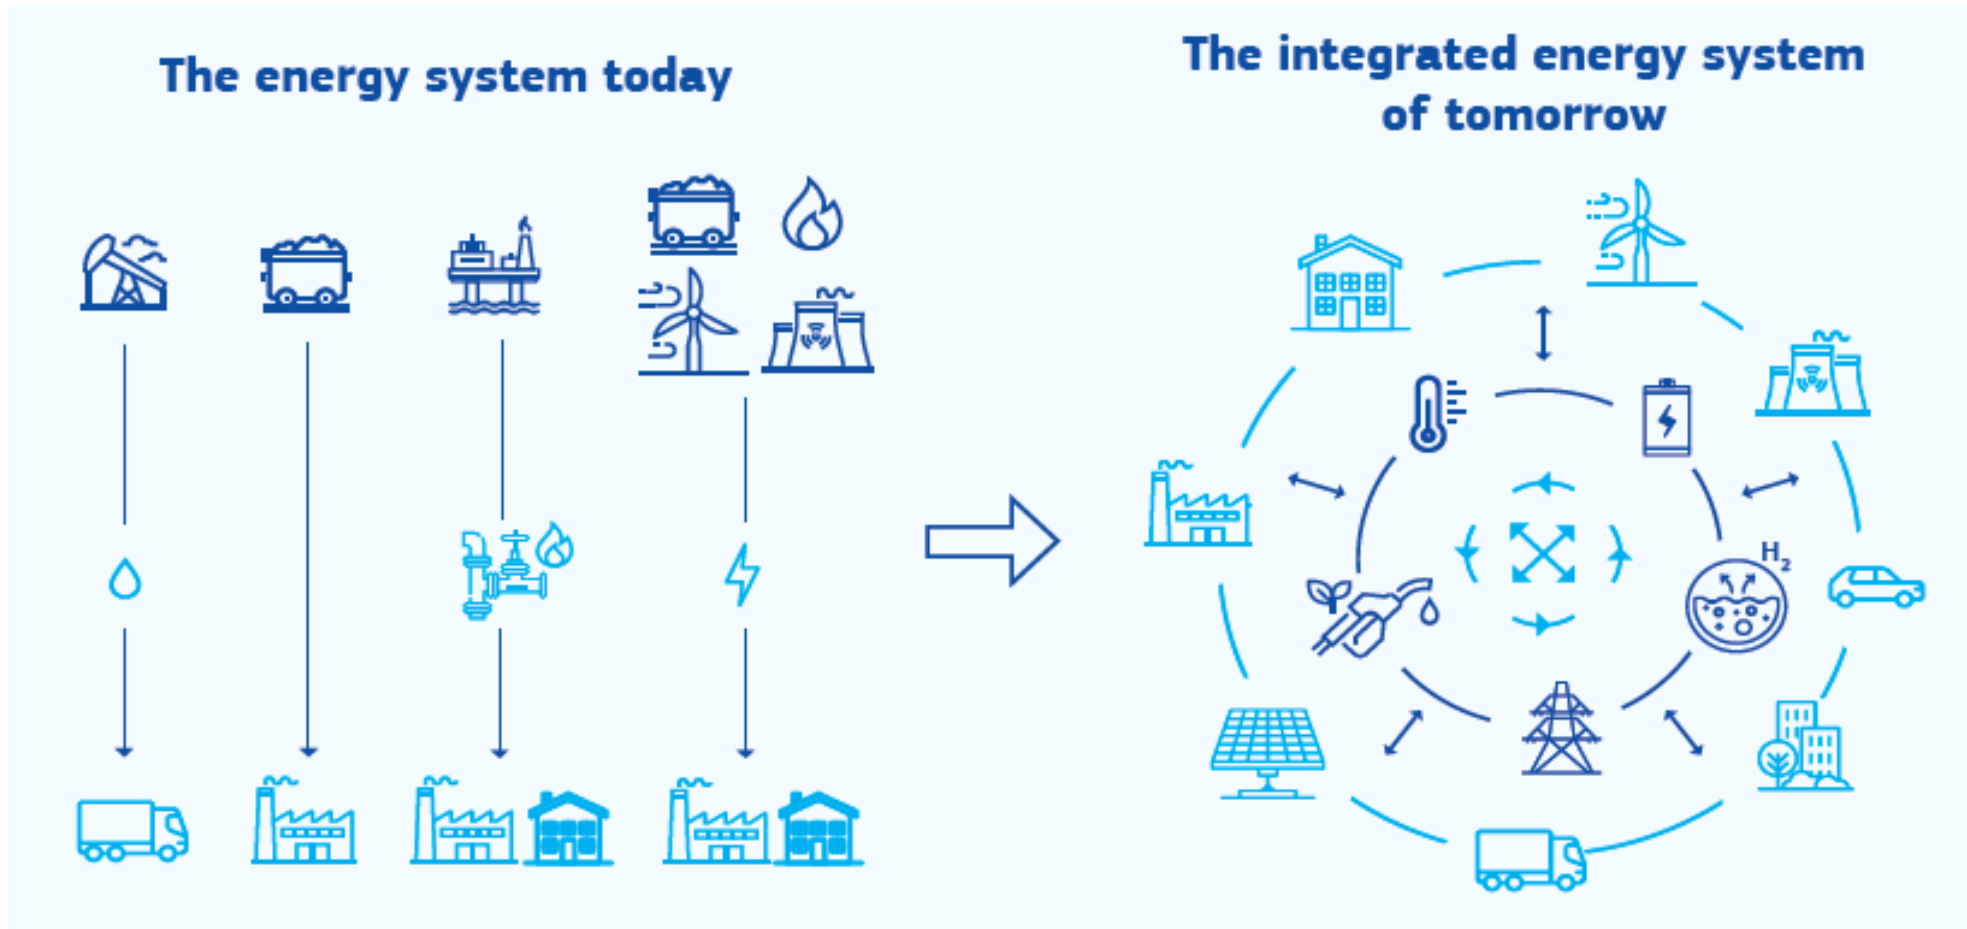 The energy system today
The integrated energy system
of tomorrow
H₂